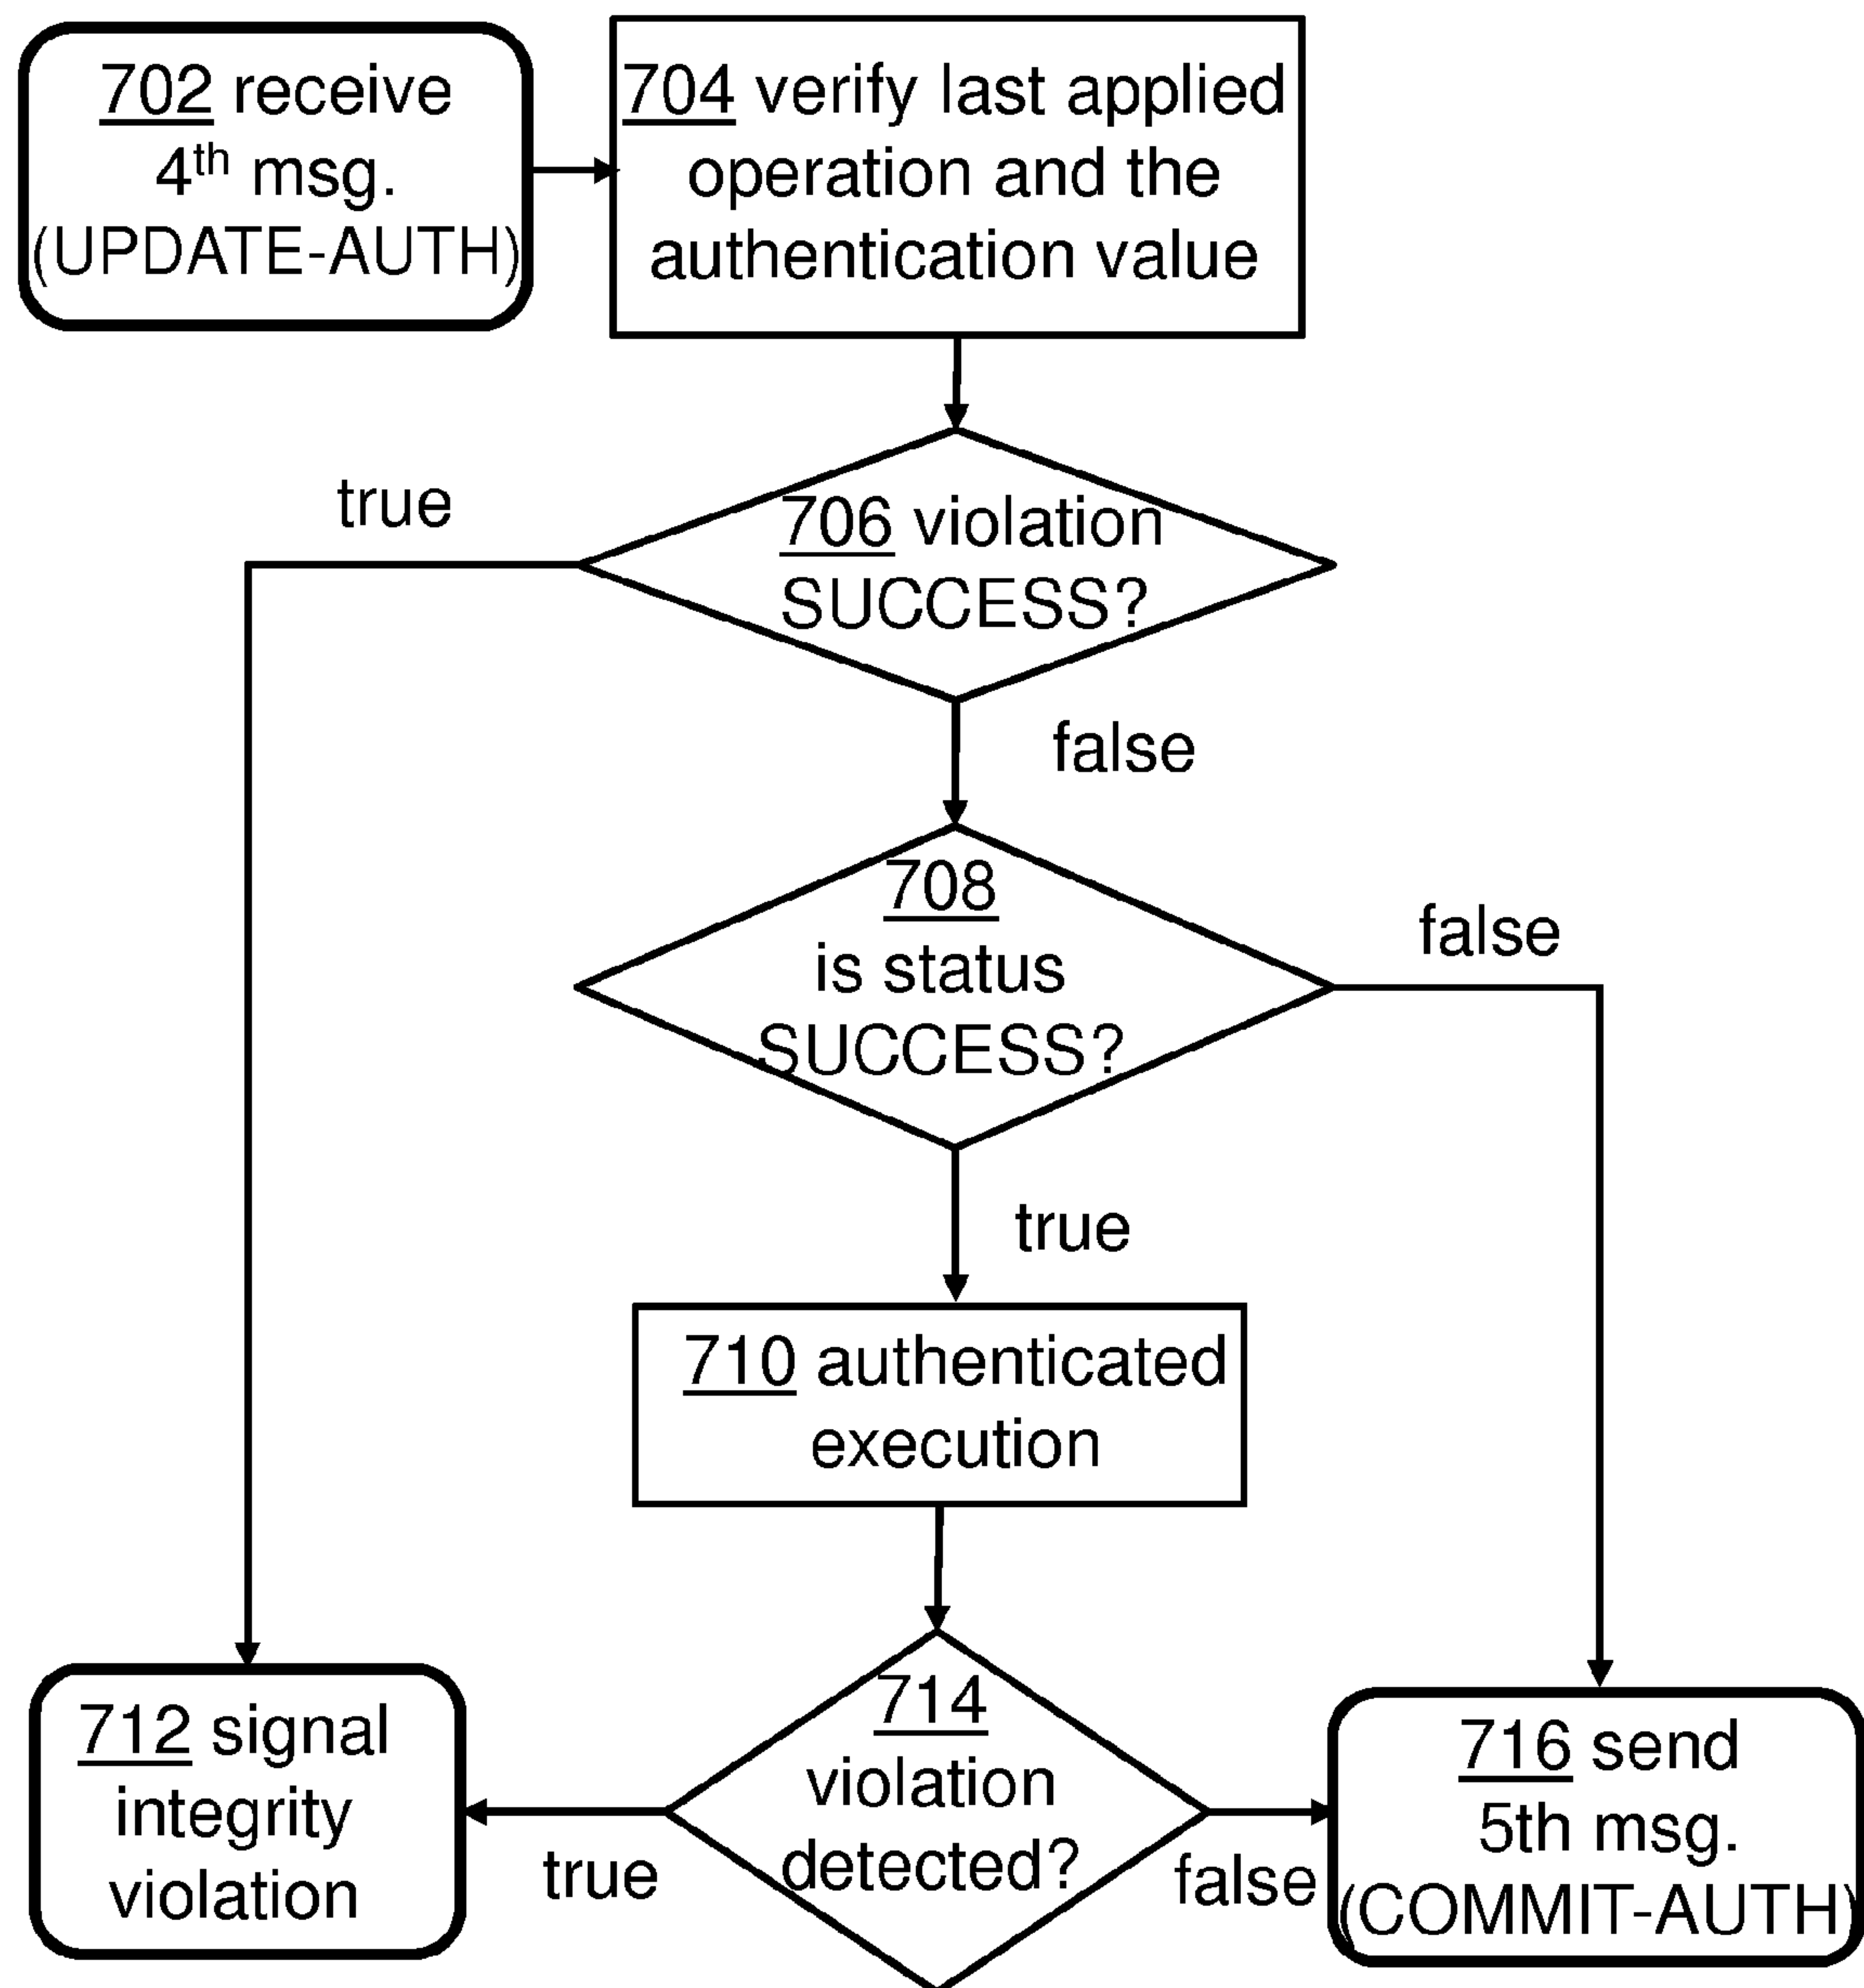 702 receive
4th msg.
(UPDATE-AUTH)
704 verify last applied
operation and the
authentication value
706 violation
SUCCESS?
true
false
708
is status
SUCCESS?
false
true
710 authenticated
execution
712 signal
integrity
violation
714
violation
detected?
true
false
716 send
5th msg.
(COMMIT-AUTH)